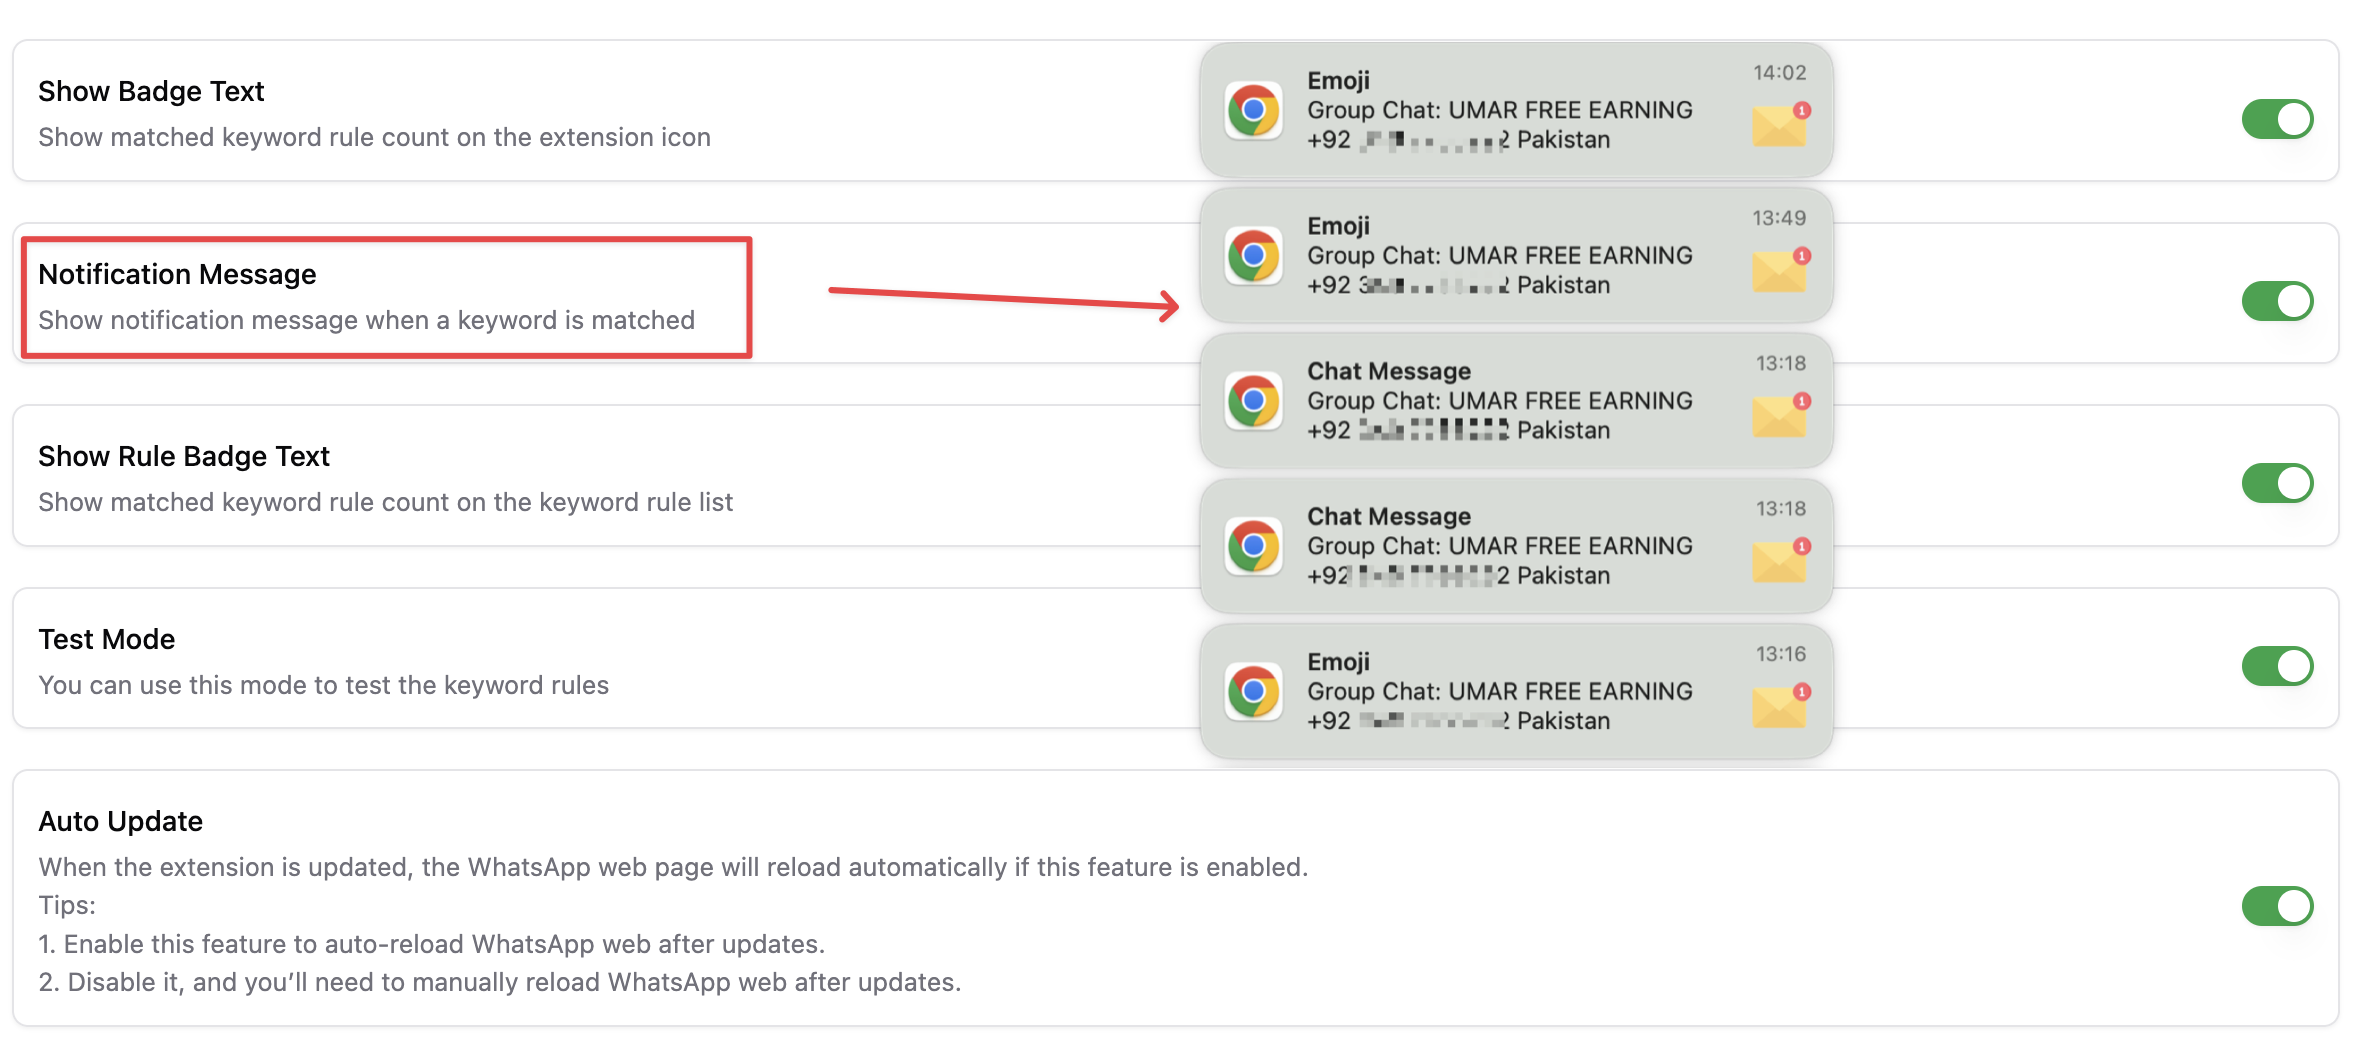 Show Badge Text
Show matched keyword rule count on the extension icon
Notification Message
Show notification message when a keyword is matched
Show Rule Badge Text
Show matched keyword rule count on the keyword rule list
Test Mode
You can use this mode to test the keyword rules
Auto Update
When the extension is updated, the WhatsApp web page will reload automatically if this feature is enabled.
Tips:
1. Enable this feature to auto-reload WhatsApp web after updates.
2. Disable it, and you’ll need to manually reload WhatsApp web after updates.
Emoji
14:02
Group Chat: UMAR FREE EARNING
1
+92 Pakistan
Emoji
13:49
Group Chat: UMAR FREE EARNING
1
+92 Pakistan
Chat Message
13:18
Group Chat: UMAR FREE EARNING
1
+92 Pakistan
Chat Message
13:18
Group Chat: UMAR FREE EARNING
1
+92 Pakistan
Emoji
13:16
Group Chat: UMAR FREE EARNING
1
+92 Pakistan